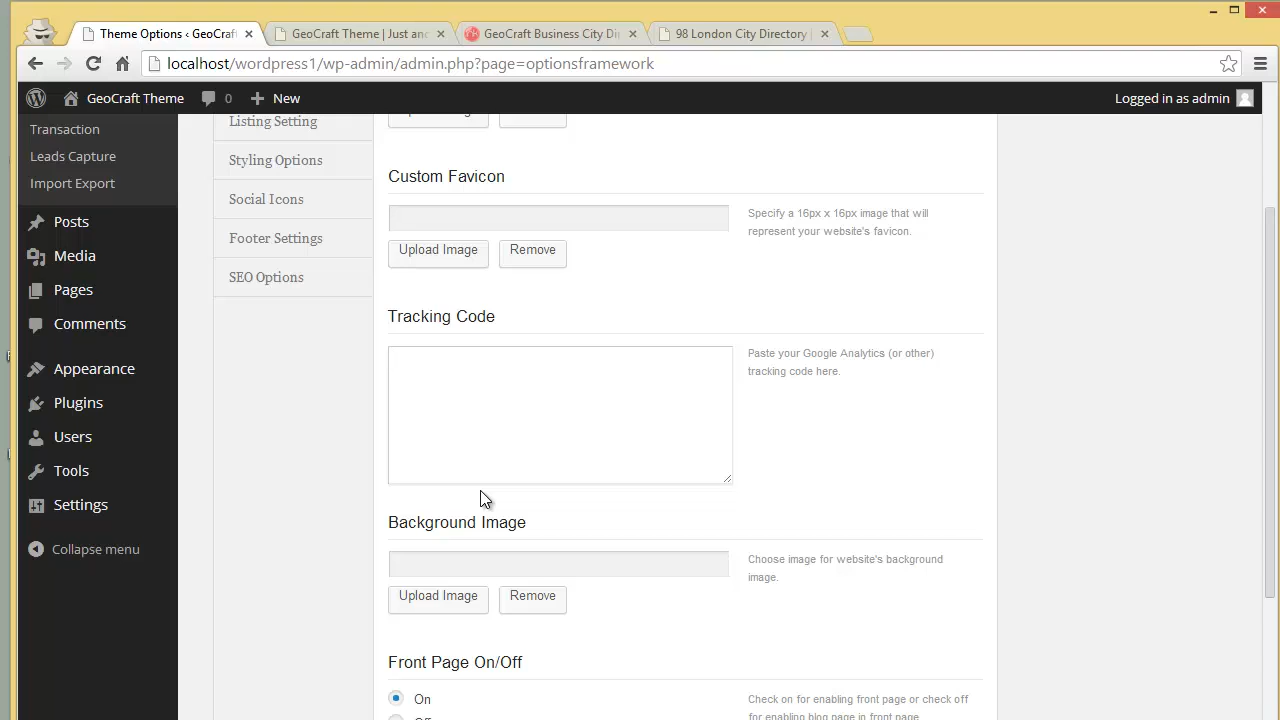 Theme Options ‹ GeoCraf
GeoCraft Theme | Just and
GeoCraft Business City Di
98 London City Directory |
localhost/wordpress1/wp-admin/admin.php?page=optionsframework
GeoCraft Theme
0
New
Logged in as admin
Transaction
Leads Capture
Import Export
Posts
Media
Pages
Comments
Appearance
Plugins
Users
Tools
Settings
Collapse menu
Listing Setting
Styling Options
Social Icons
Footer Settings
SEO Options
Custom Favicon
Specify a 16px x 16px image that will
represent your website's favicon.
Upload Image
Remove
Tracking Code
Paste your Google Analytics (or other)
tracking code here.
Background Image
Choose image for website's background
image.
Upload Image
Remove
Front Page On/Off
On
Check on for enabling front page or check off
for enabling blog page in front page